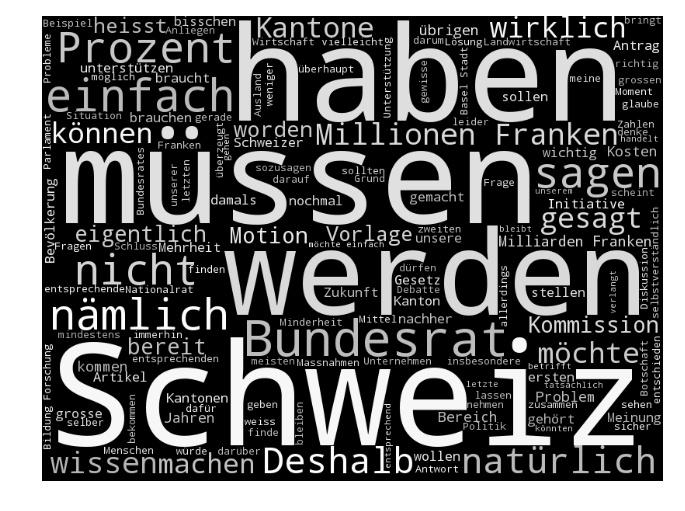 Beispiel
Anliegen
heisst
bisschen
Kantone
übrigen
wirklich
bringt
Prozent
haben
Wirtschaft
vielleicht
darum
Lösung
Landwirtschaft
Antrag
Probleme
unterstützen
überhaupt
Unterstützung
gewisse
richtig
möglich
braucht
Ausland
weniger
meine
grossen
einfach
sollen
Basel Stadt
Moment
glaube
Situation
brauchen
gerade
leider
Zahlen
können
worden
Millionen Franken
denke
handelt
Parlament
Franken
Schweizer
wichtig
Kosten
müssen
überzeugt
gehen
sozusagen
sollten
sagen
Bundesrates
unserer
letzten
darauf
Grund
Frage
unserem
scheint
damals
nochmal
gemacht
Initiative
Bevölkerung
eigentlich
Motion
Vorlage
zweiten
bleibt
gesagt
Fragen
Schluss
Mehrheit
möchte einfach
unsere
Milliarden Franken
nicht
finden
werden
dürfen
Gesetz
Debatte
allerdings
verlangt
Diskussion
selbstverständlich
entsprechende
Nationalrat
Zukunft
Kanton
stellen
nämlich
mindestens
immerhin
Minderheit
Mittel
nachher
Kommission
Bundesrat
bereit
entsprechenden
meisten
Massnahmen
Unternehmen
insbesondere
möchte
Botschaft
entschieden
kommen
Artikel
Schweiz
letzte
tatsächlich
betrifft
ersten
lassen
nehmen
zusammen
Problem
sehen
Bildung Forschung
grosse
selber
Kantonen
dafür
Jahren
geben
weiss
finde
bleiben
Bereich
Politik
gehört
könnten
Meinung
sicher
bekommen
Menschen
wurde
darüber
entsprechend
wollen
Antwort
wissen
machen
Deshalb
natürlich